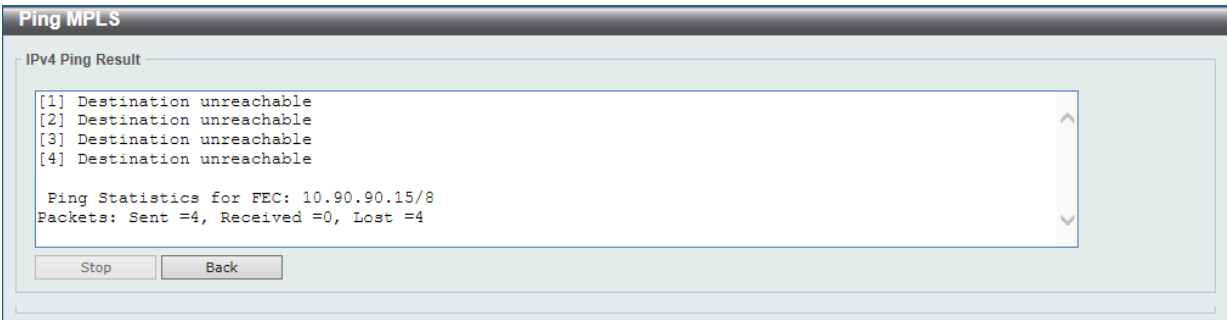 Ping MPLS
IPv4 Ping Result
[1] Destination unreachable
[2] Destination unreachable
[3] Destination unreachable
[4] Destination unreachable
Ping Statistics for FEC: 10.90.90.15/8
Packets: Sent =4, Received =0, Lost =4
Stop Back